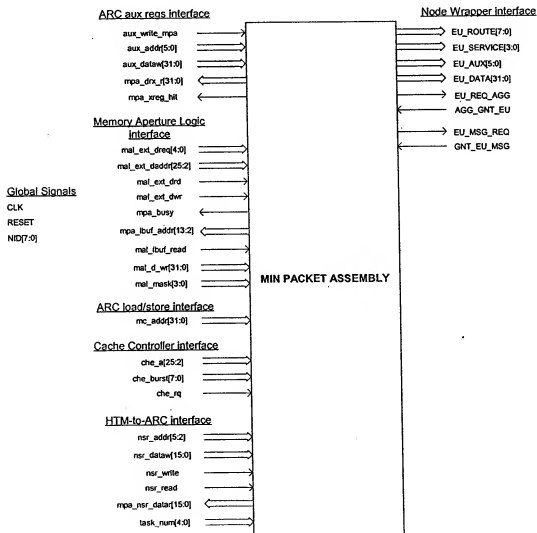 ARC aux regs interface
aux_write_mpa
aux_addr[5:0]
aux_dataw[31:0]
mpa_drx_r[31:0]
mpa_xreg_hit
Memory Aperture Logic
interface
mal_ext_dreq[4:0]
mal_ext_daddr[25:2]
mal_ext_drd
mal_ext_dwr
mpa_busy
mpa_ibuf_addr[13:2]
mal_ibuf_read
mal_d_wr[31:0]
mal_mask[3:0]
ARC load/store interface
mc_addr[31:0]
Cache Controller interface
che_a[25:2]
che_burst[7:0]
che_rq
HTM-to-ARC interface
nsr_addr[5:2]
nsr_dataw[15:0]
nsr_write
nsr_read
mpa_nsr_datar[15:0]
task_num[4:0]
Global Signals
CLK
RESET
NID[7:0]
MIN PACKET ASSEMBLY
Node Wrapper interface
EU_ROUTE[7:0]
EU_SERVICE[3:0]
EU_AUX[5:0]
EU_DATA[31:0]
EU_REQ_AGG
AGG_GNT_EU
EU_MSG_REQ
GNT_EU_MSG